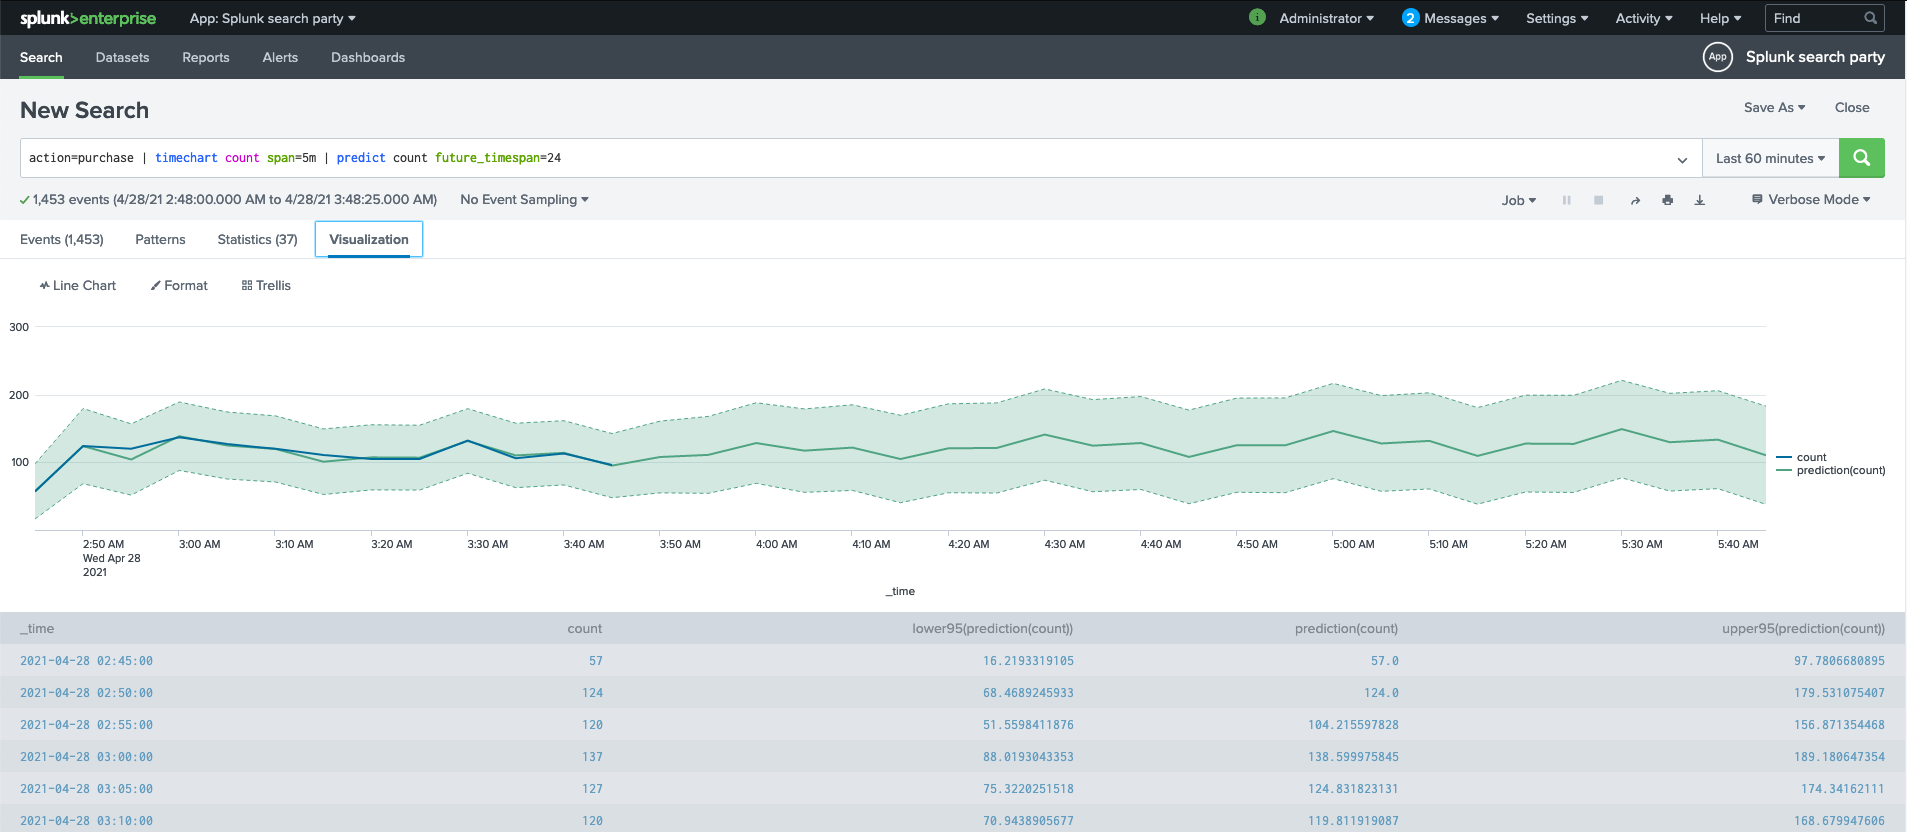 splunk>enterprise App: Splunk search party i Administrator 2 Messages Settings Activity Help Find
Search Datasets Reports Alerts Dashboards App Splunk search party
New Search Save As Close
action=purchase | timechart count span=5m | predict count future_timespan=24 Last 60 minutes
1,453 events (4/28/21 2:48:00.000 AM to 4/28/21 3:48:25.000 AM) No Event Sampling Job Verbose Mode
Events (1,453) Patterns Statistics (37) Visualization
Line Chart Format Trellis
300
200
100
count
prediction(count)
2:50 AM 3:00 AM 3:10 AM 3:20 AM 3:30 AM 3:40 AM 3:50 AM 4:00 AM 4:10 AM 4:20 AM 4:30 AM 4:40 AM 4:50 AM 5:00 AM 5:10 AM 5:20 AM 5:30 AM 5:40 AM
Wed Apr 28
2021
_time
_time count lower95(prediction(count)) prediction(count) upper95(prediction(count))
2021-04-28 02:45:00 57 16.2193319105 57.0 97.7806680895
2021-04-28 02:50:00 124 68.4689245933 124.0 179.531075407
2021-04-28 02:55:00 120 51.5598411876 104.215597828 156.871354468
2021-04-28 03:00:00 137 88.0193043353 138.599975845 189.180647354
2021-04-28 03:05:00 127 75.3220251518 124.831823131 174.34162111
2021-04-28 03:10:00 120 70.9438905677 119.811919087 168.679947606